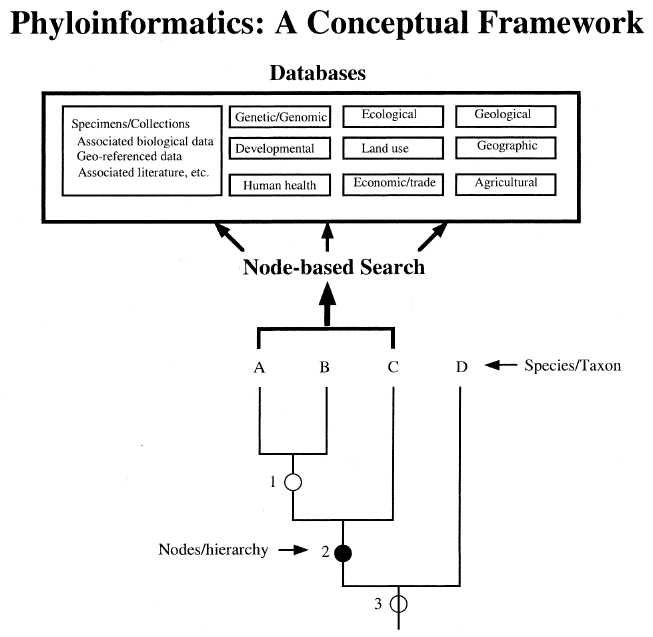 Phyloinformatics: A Conceptual Framework
Databases
Specimens/Collections
Associated biological data
Geo-referenced data
Associated literature, etc.
Genetic/Genomic
Ecological
Geological
Developmental
Land use
Geographic
Human health
Economic/trade
Agricultural
Node-based Search
A
B
C
D
Species/Taxon
1
Nodes/hierarchy
2
3